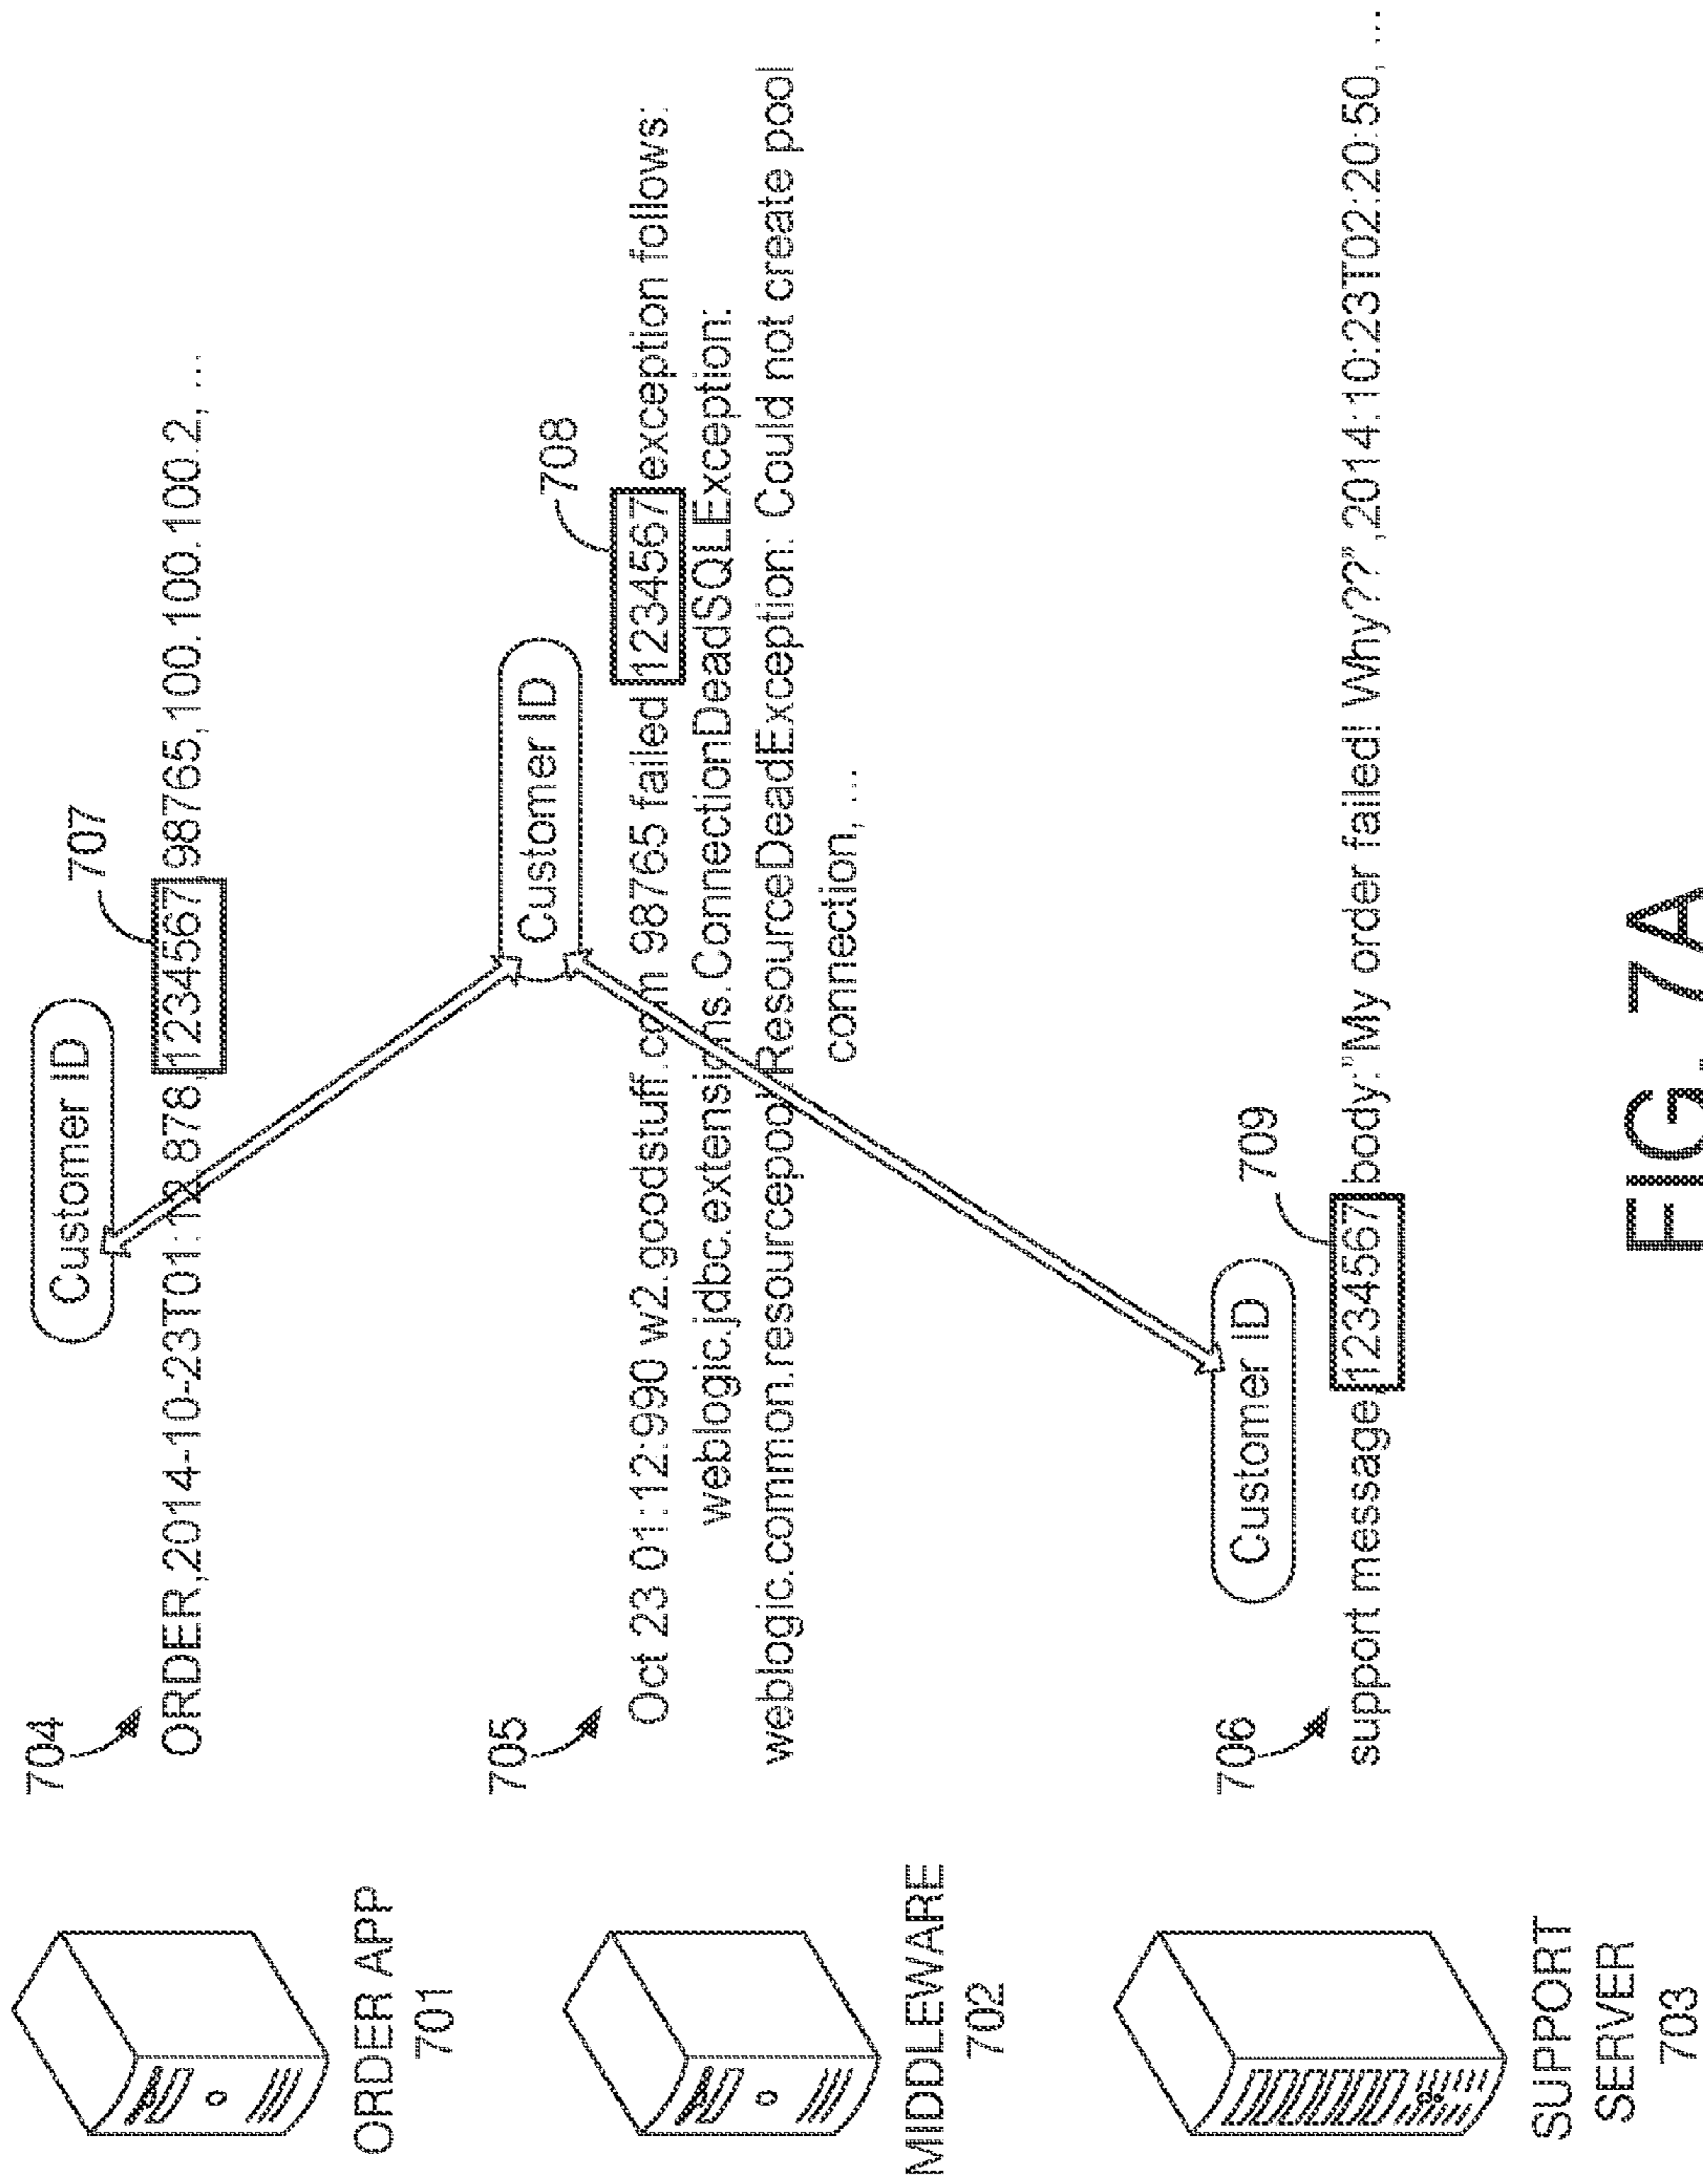 704
Customer ID
707
ORDER,2014-10-23T01:12.878,1234567,98765,100.100.100.2, ...
ORDER APP
701
705
Customer ID
708
Oct 23 01:12:990 w2.goodstuff.com 98765 failed 1234567 exception follows:
weblogic.jdbc.extensions.ConnectionDeadSQLException:
weblogic.common.resourcepool.ResourceDeadException: Could not create pool
connection, ...
MIDDLEWARE
702
706
Customer ID
709
support message,1234567 body:"My order failed! Why??",2014:10:23T02:20:50, ...
SUPPORT
SERVER
703
FIG. 7A